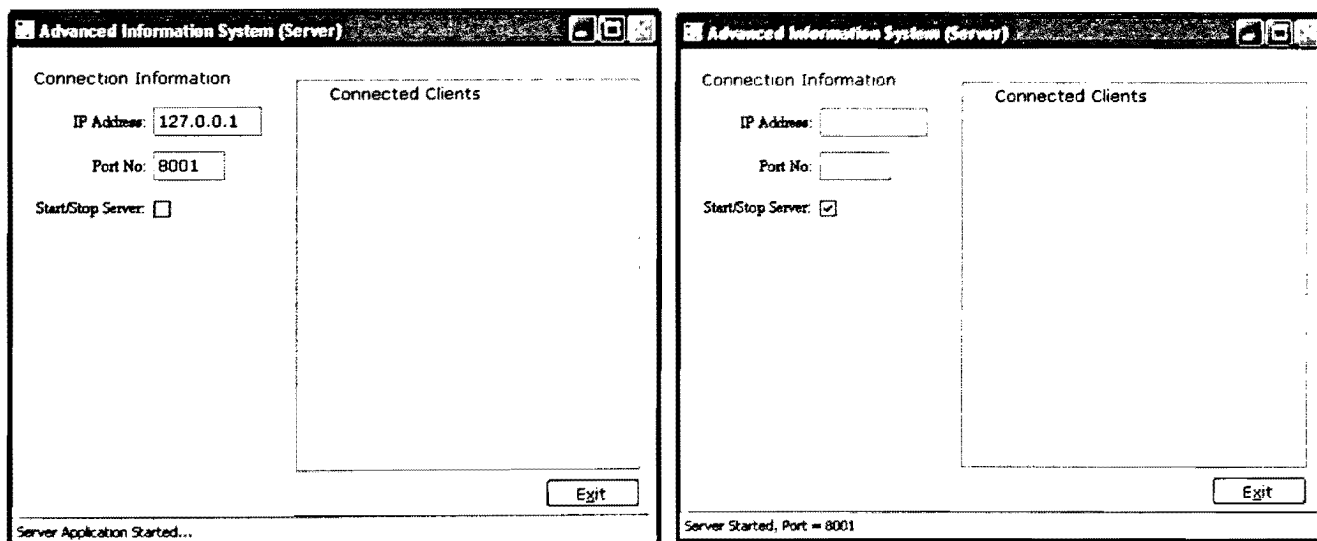 Advanced Information System (Server)
Connection Information
Connected Clients
IP Address: 127.0.0.1
Port No: 8001
Start/Stop Server:
Exit
Server Application Started...
Advanced Information System (Server)
Connection Information
Connected Clients
IP Address:
Port No:
Start/Stop Server:
Exit
Server Started, Port = 8001